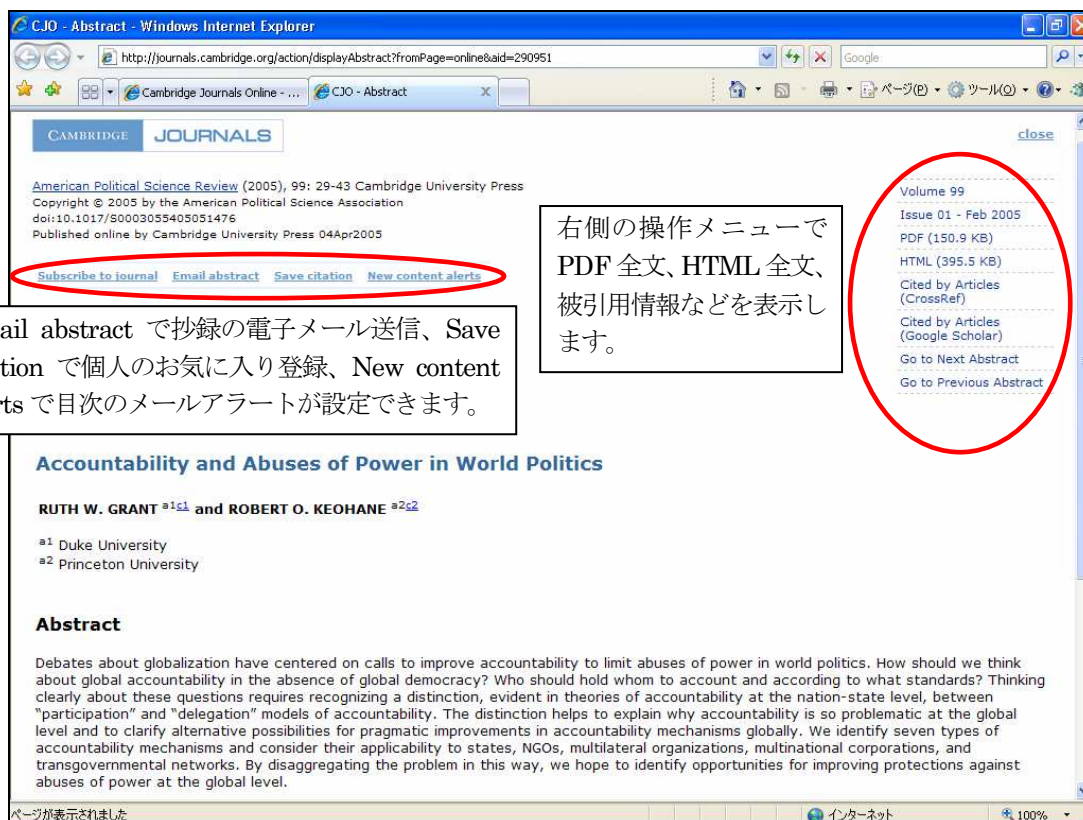 CJO - Abstract - Windows Internet Explorer
http://journals.cambridge.org/action/displayAbstract?fromPage=online&aid=290951
Google
Cambridge Journals Online - ...
CJO - Abstract
X
ページ(P)
ツール(O)
CAMBRIDGE JOURNALS
close
American Political Science Review (2005), 99: 29-43 Cambridge University Press
Copyright © 2005 by the American Political Science Association
doi:10.1017/S0003055405051476
Published online by Cambridge University Press 04Apr2005
Subscribe to journal Email abstract Save citation New content alerts
右側の操作メニューで
PDF 全文、HTML 全文、
被引用情報などを表示し
ます。
Volume 99
Issue 01 - Feb 2005
PDF (150.9 KB)
HTML (395.5 KB)
Cited by Articles
(CrossRef)
Cited by Articles
(Google Scholar)
Go to Next Abstract
Go to Previous Abstract
ail abstract で抄録の電子メール送信、Save
tion で個人のお気に入り登録、New content
rts で目次のメールアラートが設定できます。
Accountability and Abuses of Power in World Politics
RUTH W. GRANT a1c1 and ROBERT O. KEOHANE a2c2
a1 Duke University
a2 Princeton University
Abstract
Debates about globalization have centered on calls to improve accountability to limit abuses of power in world politics. How should we think
about global accountability in the absence of global democracy? Who should hold whom to account and according to what standards? Thinking
clearly about these questions requires recognizing a distinction, evident in theories of accountability at the nation-state level, between
“participation” and “delegation” models of accountability. The distinction helps to explain why accountability is so problematic at the global
level and to clarify alternative possibilities for pragmatic improvements in accountability mechanisms globally. We identify seven types of
accountability mechanisms and consider their applicability to states, NGOs, multilateral organizations, multinational corporations, and
transgovernmental networks. By disaggregating the problem in this way, we hope to identify opportunities for improving protections against
abuses of power at the global level.
ページが表示されました
インターネット
100%